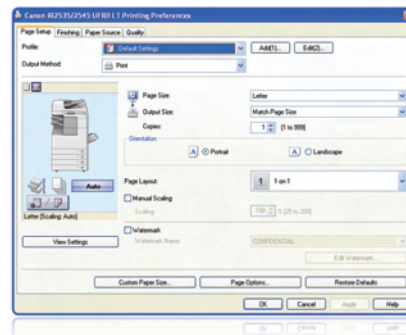 Canon iR2535/2545 UFRII LT Printing Preferences
Page Setup Finishing Paper Source Quality
Profile: Default Settings Add(1)... Edit(2)...
Output Method: Print
Page Size: Letter
Output Size: Match Page Size
Copies: 1 [1 to 999]
Orientation
A Portrait A Landscape
Auto
Page Layout: 1 1 on 1
Manual Scaling
Scaling: 100 % [25 to 200]
Letter [Scaling: Auto]
Watermark
View Settings
Watermark Name: CONFIDENTIAL
Edit Watermark...
Custom Paper Size... Page Options... Restore Defaults
OK Cancel Apply Help